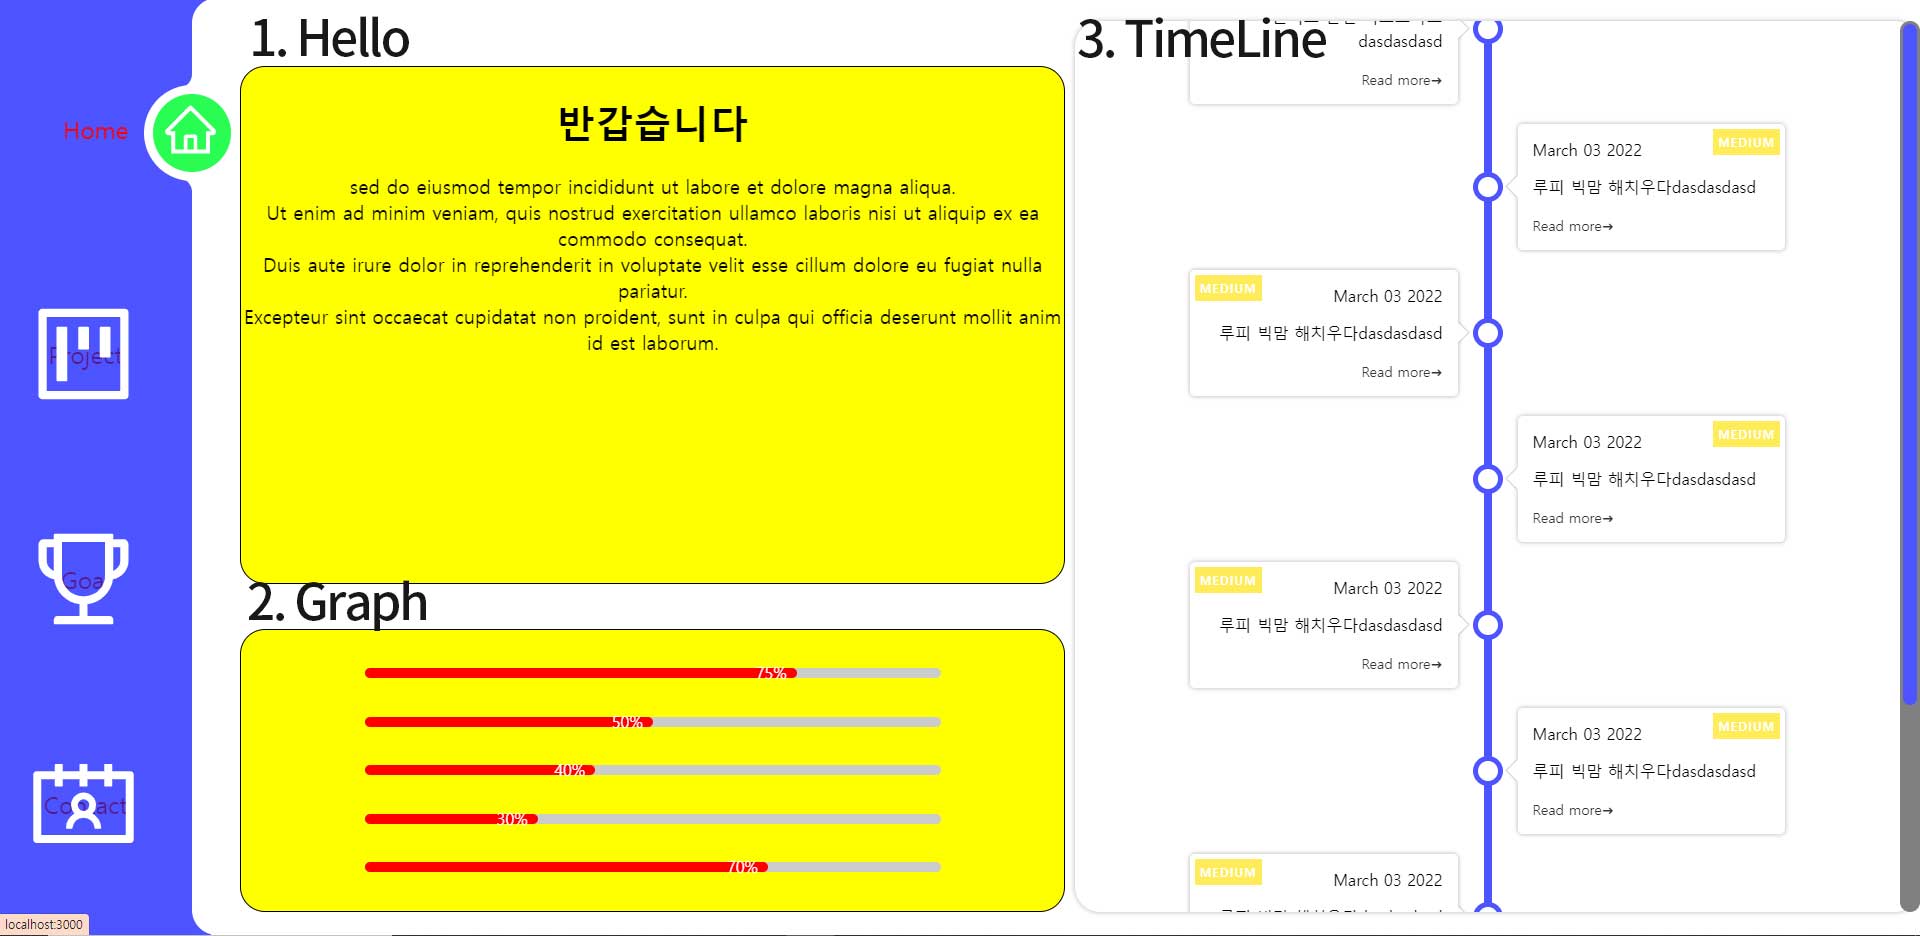 Home
Project
Goal
Contact
localhost:3000
1. Hello
반갑습니다
sed do eiusmod tempor incididunt ut labore et dolore magna aliqua.
Ut enim ad minim veniam, quis nostrud exercitation ullamco laboris nisi ut aliquip ex ea
commodo consequat.
Duis aute irure dolor in reprehenderit in voluptate velit esse cillum dolore eu fugiat nulla
pariatur.
Excepteur sint occaecat cupidatat non proident, sunt in culpa qui officia deserunt mollit anim
id est laborum.
2. Graph
75%
50%
40%
30%
70%
3. TimeLine
dasdasdasd
Read more➔
March 03 2022
MEDIUM
루피 빅맘 해치우다dasdasdasd
Read more➔
MEDIUM
March 03 2022
루피 빅맘 해치우다dasdasdasd
Read more➔
March 03 2022
MEDIUM
루피 빅맘 해치우다dasdasdasd
Read more➔
MEDIUM
March 03 2022
루피 빅맘 해치우다dasdasdasd
Read more➔
March 03 2022
MEDIUM
루피 빅맘 해치우다dasdasdasd
Read more➔
MEDIUM
March 03 2022